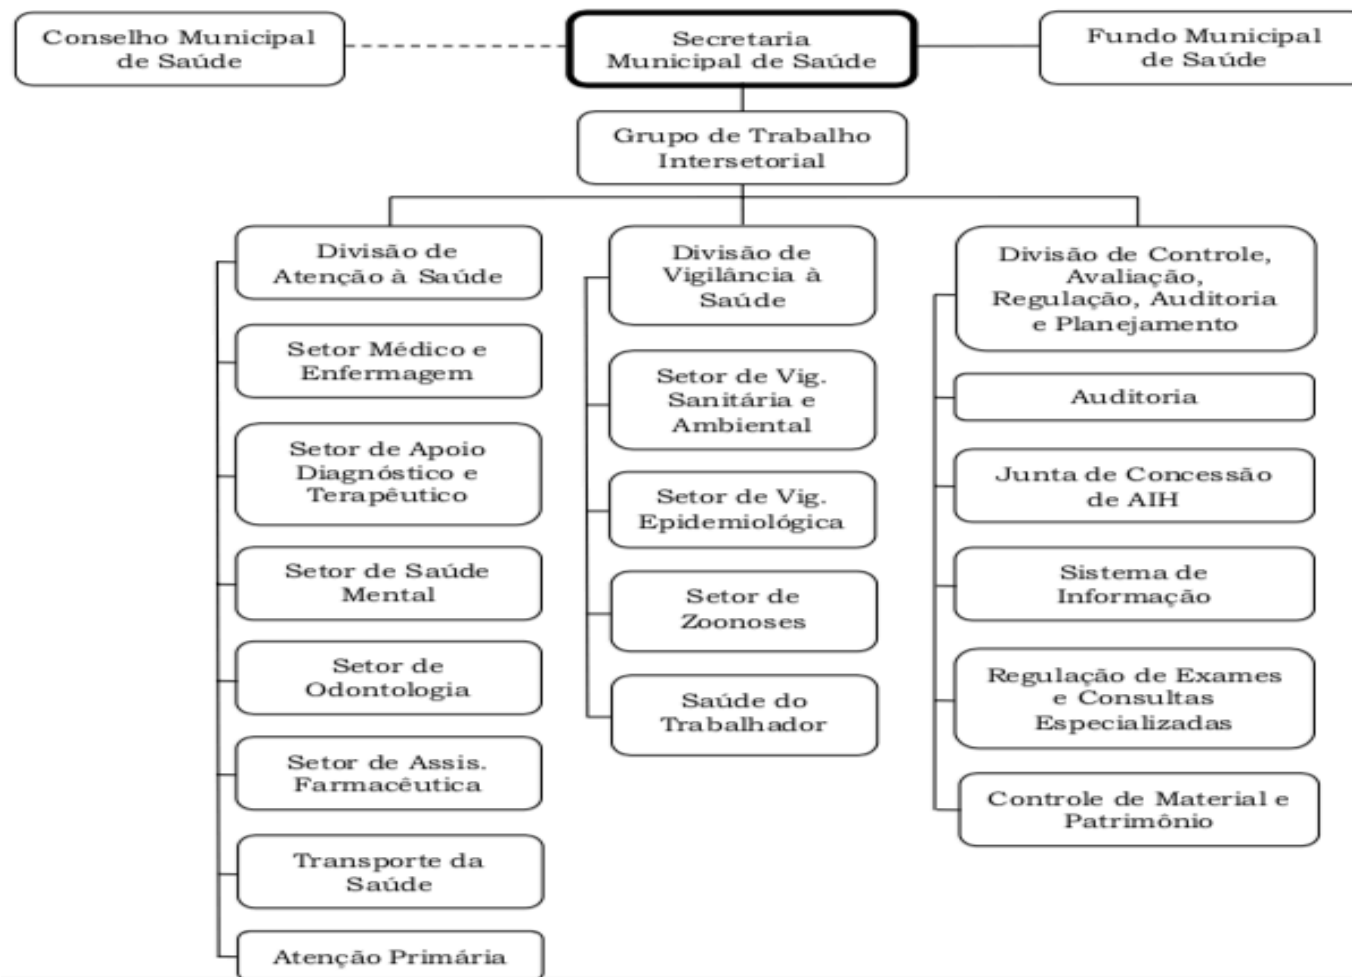 Conselho Municipal
de Saúde
Secretaria
Municipal de Saúde
Fundo Municipal
de Saúde
Grupo de Trabalho
Intersetorial
Divisão de
Atenção à Saúde
Setor Médico e
Enfermagem
Setor de Apoio
Diagnóstico e
Terapêutico
Setor de Saúde
Mental
Setor de
Odontologia
Setor de Assis.
Farmacêutica
Transporte da
Saúde
Atenção Primária
Divisão de
Vigilância à
Saúde
Setor de Vig.
Sanitária e
Ambiental
Setor de Vig.
Epidemiológica
Setor de
Zoonoses
Saúde do
Trabalhador
Divisão de Controle,
Avaliação,
Regulação, Auditoria
e Planejamento
Auditoria
Junta de Concessão
de AIH
Sistema de
Informação
Regulação de Exames
e Consultas
Especializadas
Controle de Material e
Patrimônio